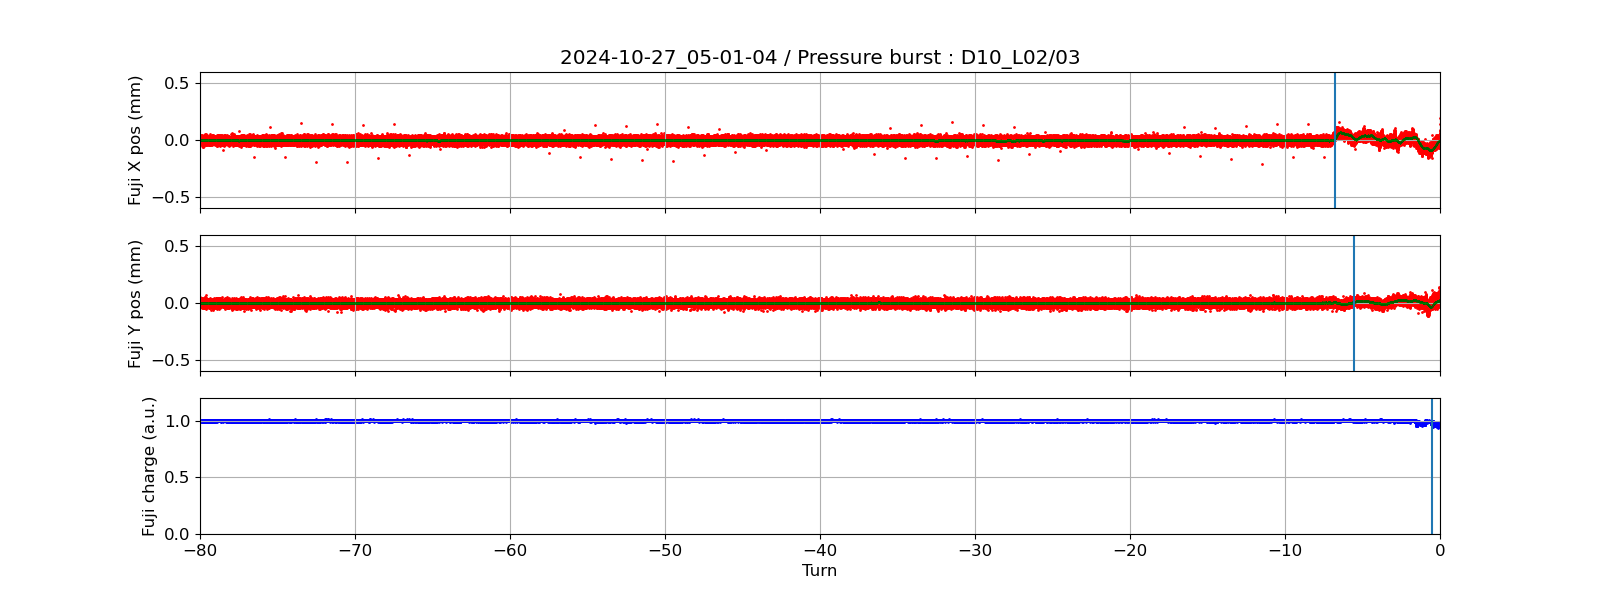 2024-10-27_05-01-04 / Pressure burst : D10_L02/03
Fuji X pos (mm)
0.5
0.0
−0.5
Fuji Y pos (mm)
0.5
0.0
−0.5
Fuji charge (a.u.)
1.0
0.5
0.0
−80 −70 −60 −50 −40 −30 −20 −10 0
Turn